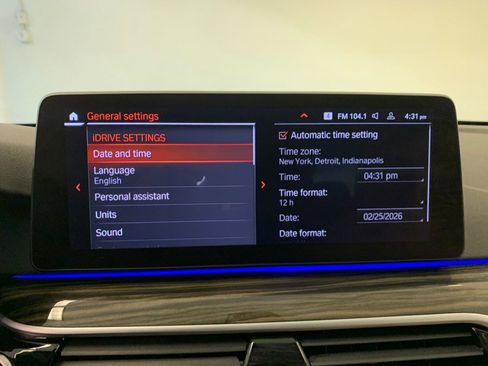 General settings
4 FM 104.1 4:31 pm
iDRIVE SETTINGS
Date and time
Language
English
Personal assistant
Units
Sound
Automatic time setting
Time zone:
New York, Detroit, Indianapolis
Time: 04:31 pm
Time format:
12 h
Date: 02/25/2026
Date format: